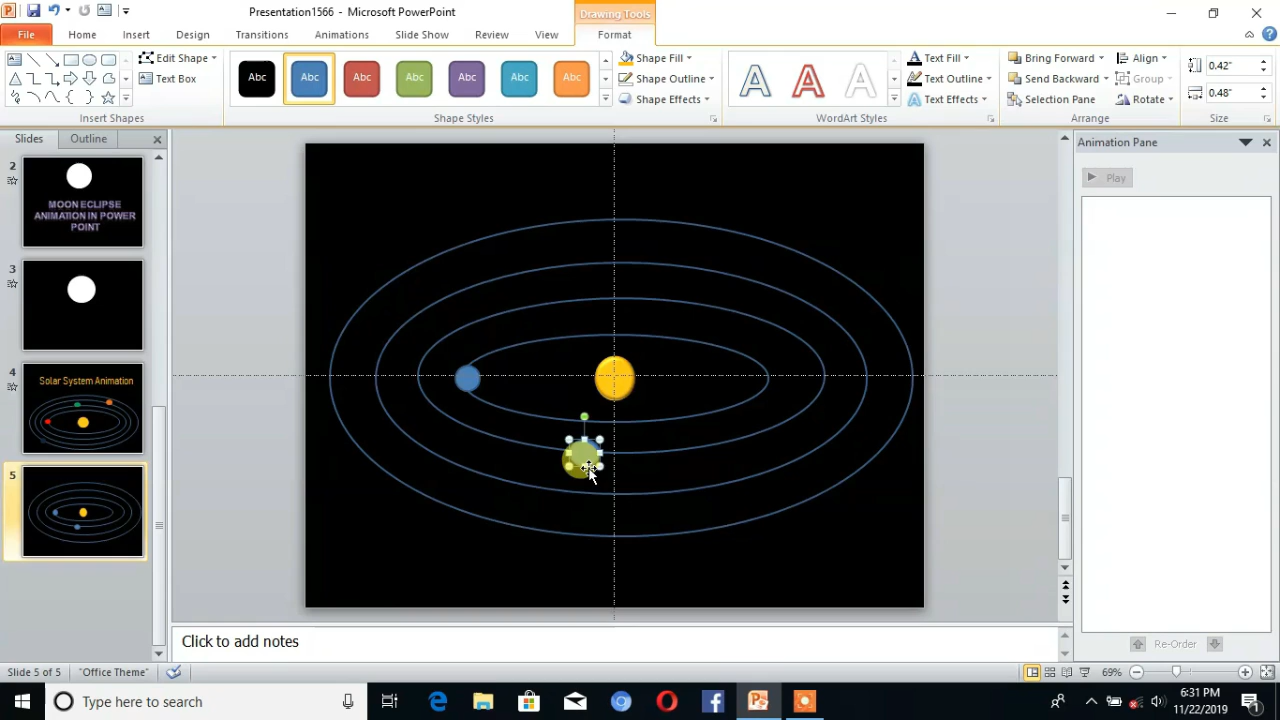 Presentation1566 - Microsoft PowerPoint
Drawing Tools
File Home Insert Design Transitions Animations Slide Show Review View Format
Edit Shape
Text Box
Insert Shapes
Abc Abc Abc Abc Abc Abc Abc
Shape Fill
Shape Outline
Shape Effects
Shape Styles
Text Fill
Text Outline
Text Effects
WordArt Styles
Bring Forward
Send Backward
Selection Pane
Align
Group
Rotate
Arrange
0.42"
0.48"
Size
Slides Outline
2
MOON ECLIPSE
ANIMATION IN POWER
POINT
3
4
Solar System Animation
5
Animation Pane
Play
Re-Order
Click to add notes
Slide 5 of 5 "Office Theme" 69%
Type here to search
6:31 PM
11/22/2019